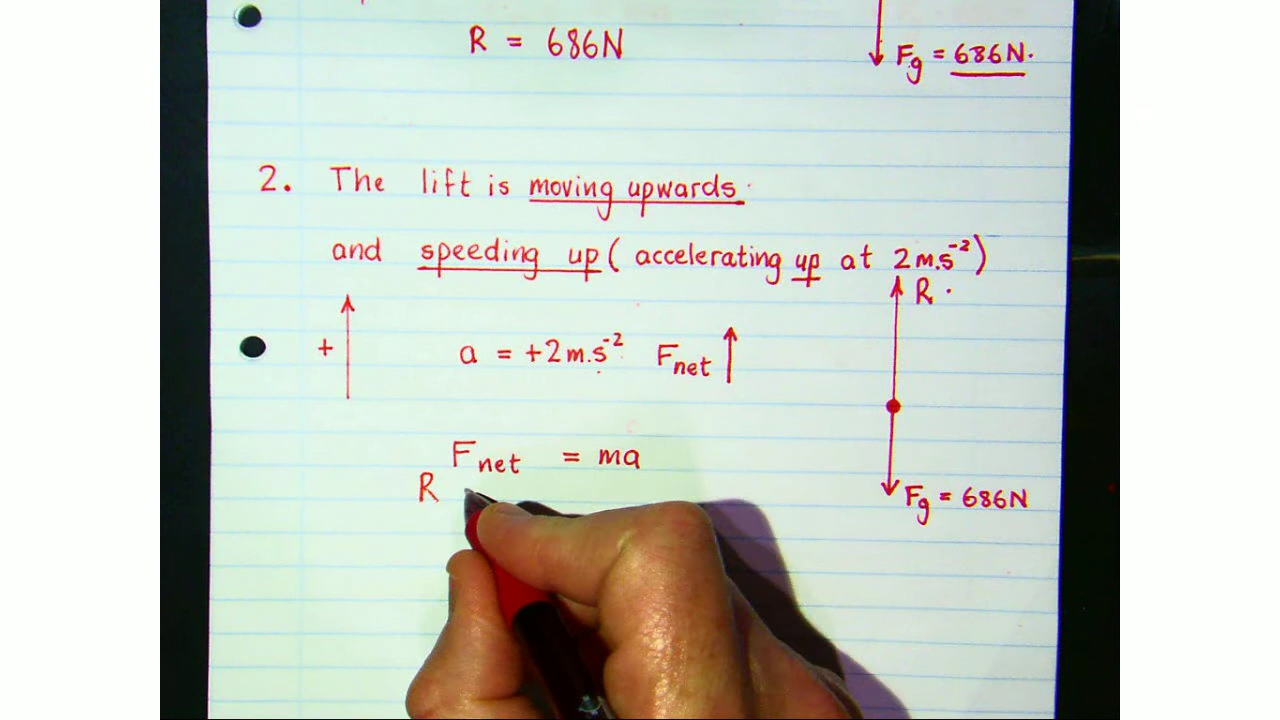 R = 686N
Fg = 686N.
2. The lift is moving upwards.
and speeding up ( accelerating up at 2m.s⁻²)
R .
+ a = +2m.s⁻² Fnet
Fnet = ma
R
Fg = 686N